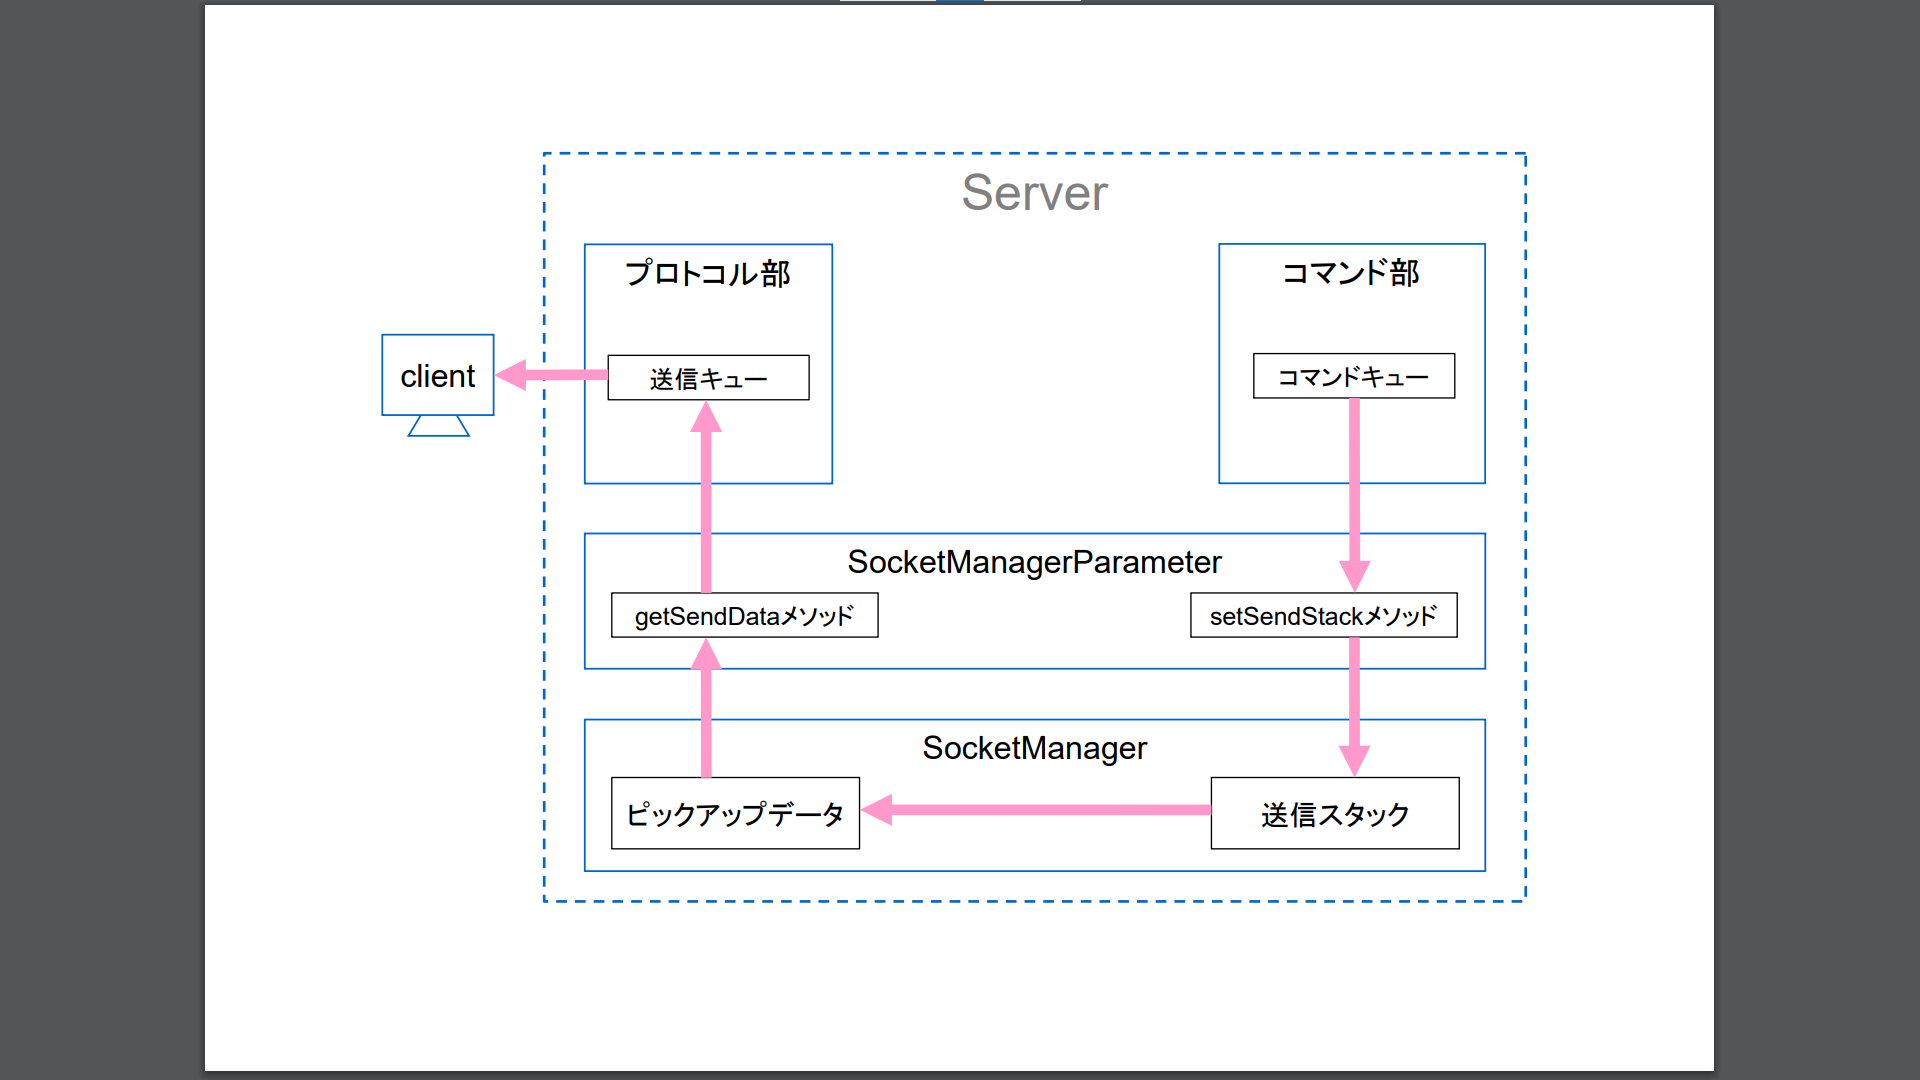 Server
プロトコル部
コマンド部
client
送信キュー
コマンドキュー
SocketManagerParameter
getSendDataメソッド
setSendStackメソッド
SocketManager
ピックアップデータ
送信スタック